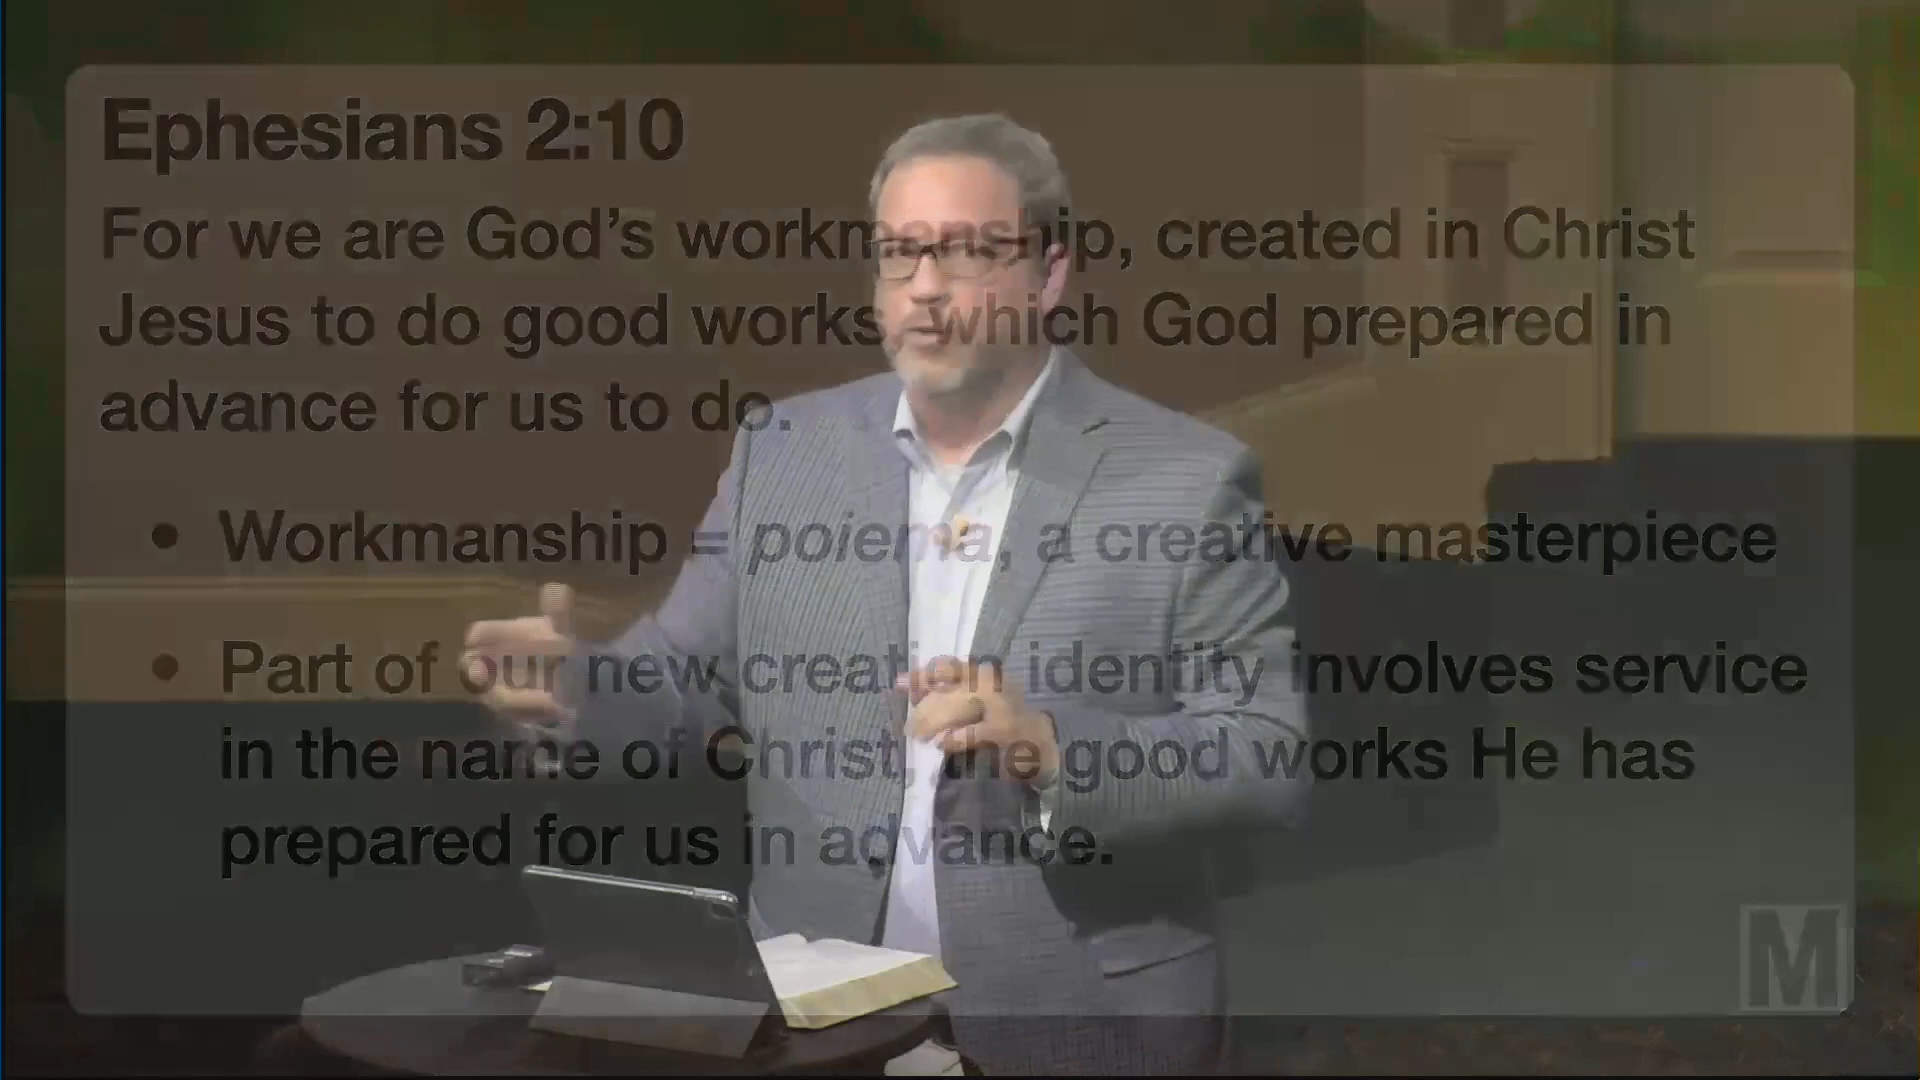 Ephesians 2:10
For we are God’s workmanship, created in Christ
Jesus to do good works, which God prepared in
advance for us to do.
• Workmanship = poiema, a creative masterpiece
• Part of our new creation identity involves service
in the name of Christ, the good works He has
prepared for us in advance.
M